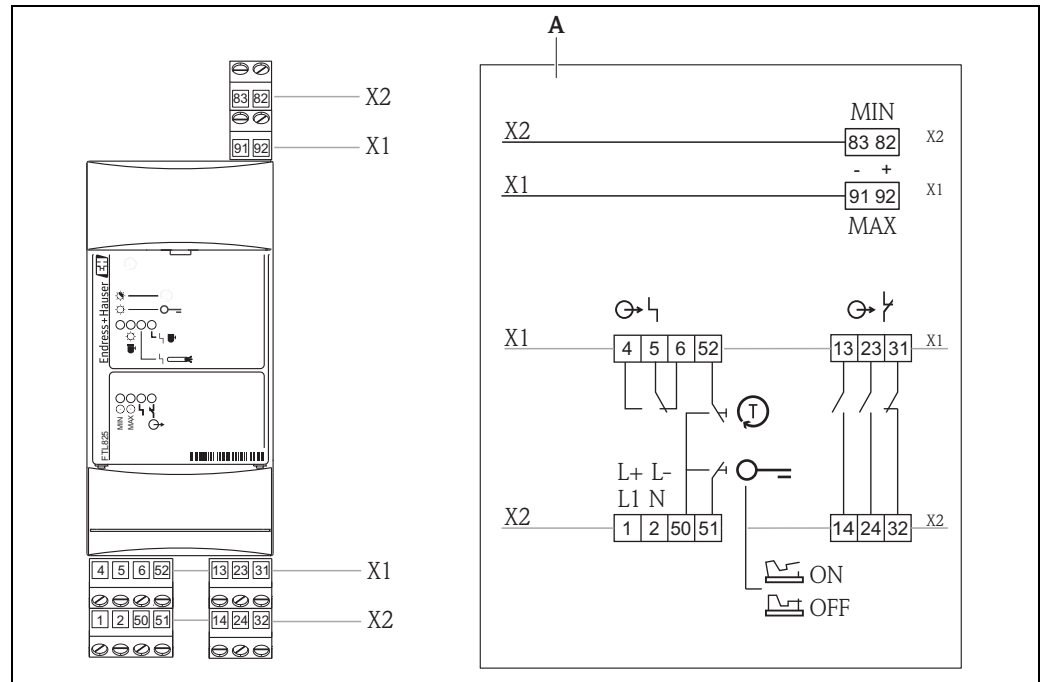 A
83 82
X2
91 92
X1
Endress+Hauser EH
MIN
MAX
FTL825
4 5 6 52
13 23 31
X1
1 2 50 51
14 24 32
X2
MIN
X2
83 82
X2
- +
X1
91 92
X1
MAX
X1
4 5 6 52
13 23 31
X1
T
L+ L-
L1 N
X2
1 2 50 51
14 24 32
X2
ON
OFF